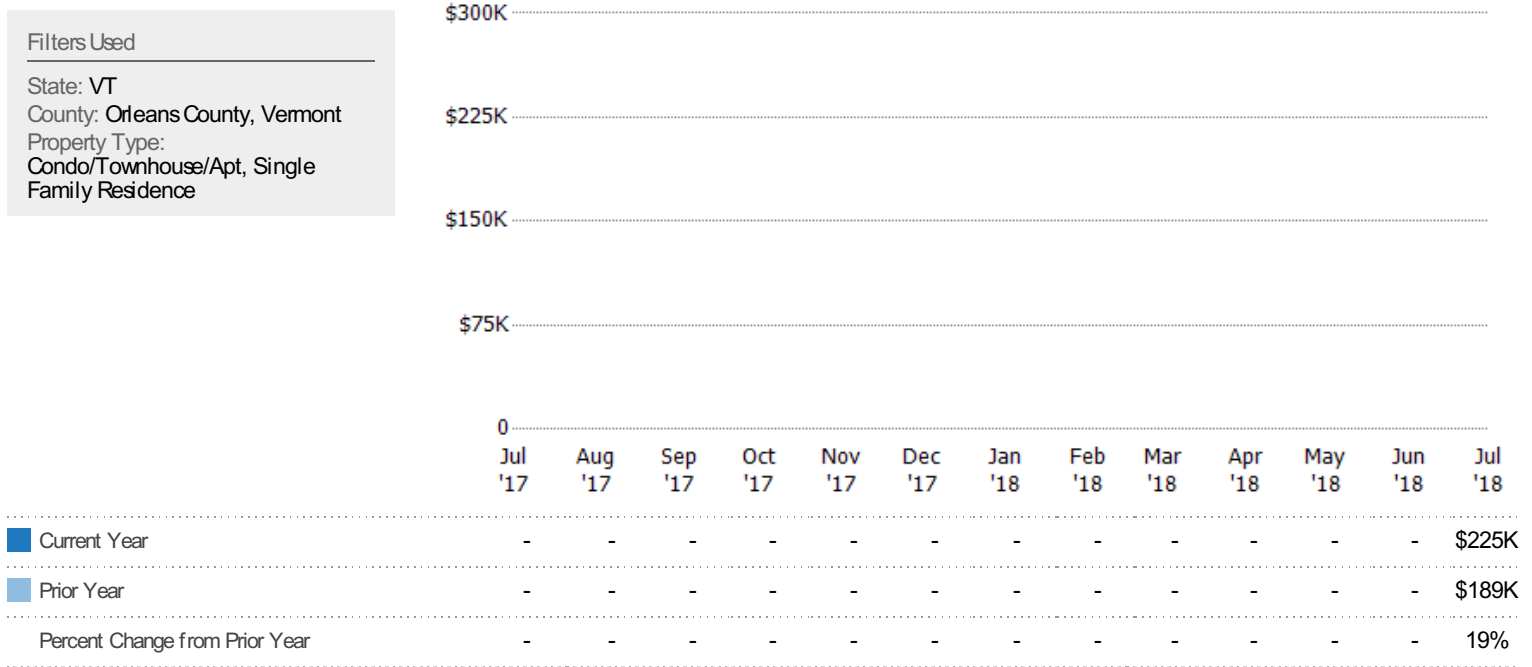 Filters Used
State: VT
County: Orleans County, Vermont
Property Type:
Condo/Townhouse/Apt, Single
Family Residence
$300K
$225K
$150K
$75K
0
Jul Aug Sep Oct Nov Dec Jan Feb Mar Apr May Jun Jul
'17 '17 '17 '17 '17 '17 '18 '18 '18 '18 '18 '18 '18
Current Year - - - - - - - - - - - - $225K
Prior Year - - - - - - - - - - - - $189K
Percent Change from Prior Year - - - - - - - - - - - - 19%